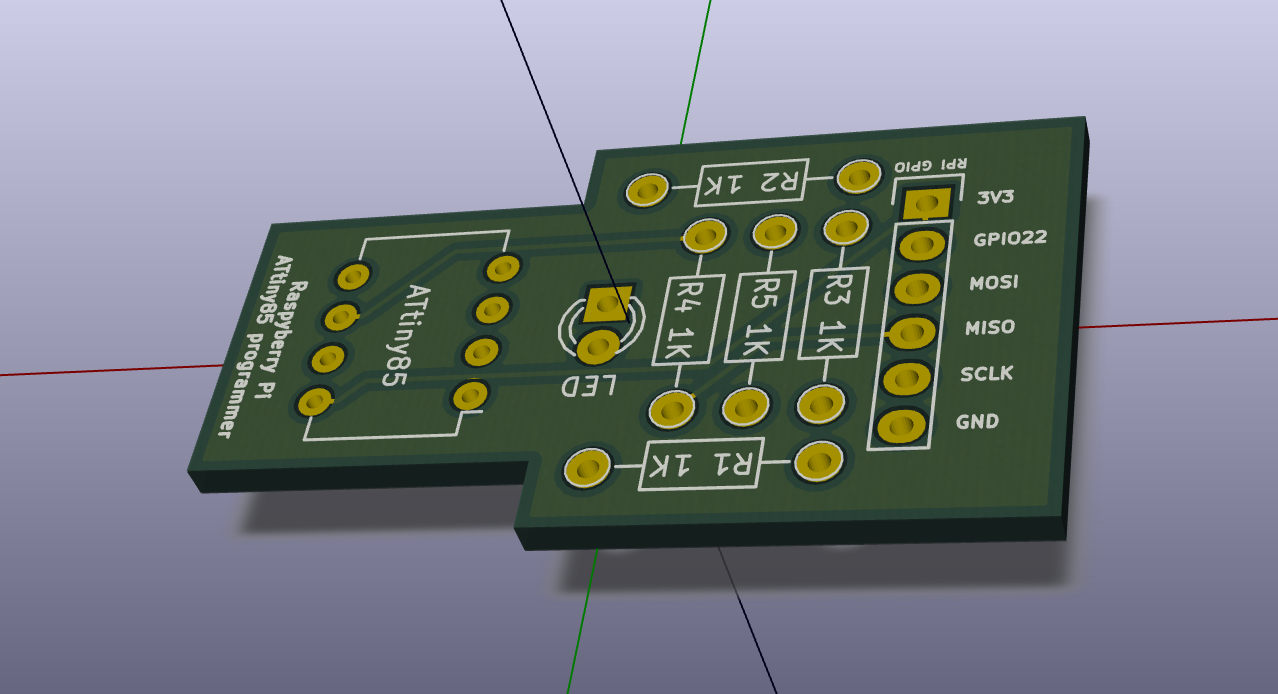 Raspyberry Pi
ATtiny85 programmer
ATtiny85
LED
R2 1K
R4 1K
R5 1K
R3 1K
R1 1K
RPI GPIO
3V3
GPIO22
MOSI
MISO
SCLK
GND